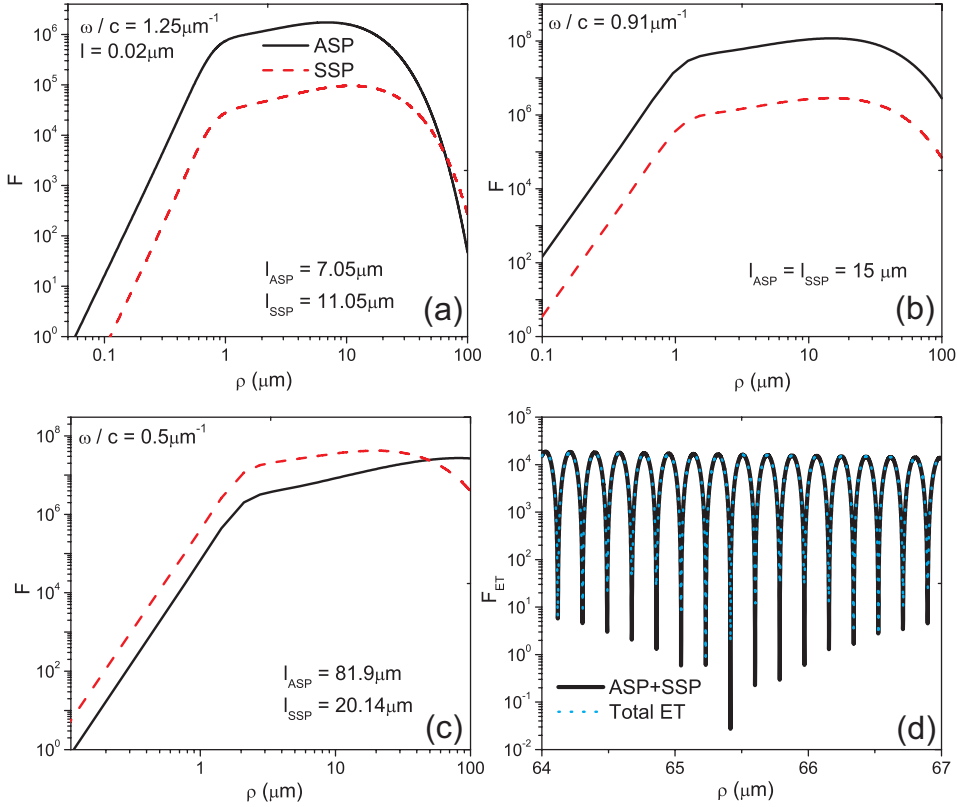 ω / c = 1.25μm⁻¹
l = 0.02μm
ASP
SSP
10⁶
10⁵
10⁴
10³
10²
10¹
10⁰
F
l_ASP = 7.05μm
l_SSP = 11.05μm
(a)
0.1 1 10 100
ρ (μm)
ω / c = 0.91μm⁻¹
10⁸
10⁶
10⁴
10²
10⁰
F
l_ASP = l_SSP = 15 μm
(b)
0.1 1 10 100
ρ (μm)
ω / c = 0.5μm⁻¹
10⁸
10⁶
10⁴
10²
10⁰
F
l_ASP = 81.9μm
l_SSP = 20.14μm
(c)
1 10 100
ρ (μm)
10⁵
10⁴
10³
10²
10¹
10⁰
10⁻¹
10⁻²
F_ET
ASP+SSP
Total ET
(d)
64 65 66 67
ρ (μm)